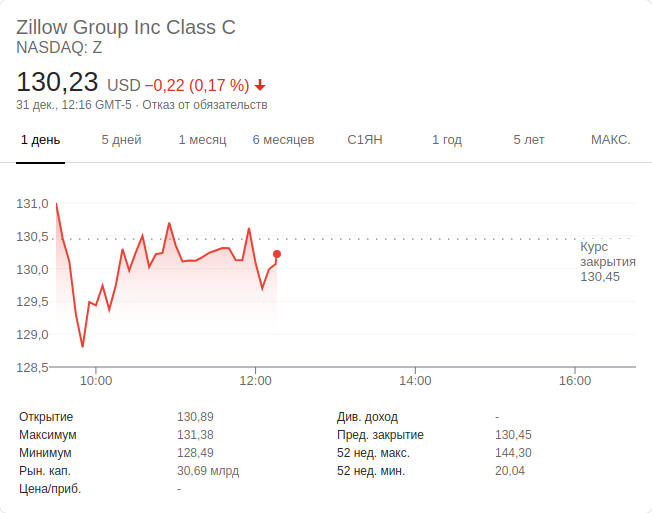 Zillow Group Inc Class C
NASDAQ: Z
130,23 USD −0,22 (0,17 %)
31 дек., 12:16 GMT-5 · Отказ от обязательств
1 день 5 дней 1 месяц 6 месяцев С1ЯН 1 год 5 лет МАКС.
131,0
130,5
130,0
129,5
129,0
128,5
Курс
закрытия
130,45
10:00 12:00 14:00 16:00
Открытие 130,89 Див. доход -
Максимум 131,38 Пред. закрытие 130,45
Минимум 128,49 52 нед. макс. 144,30
Рын. кап. 30,69 млрд 52 нед. мин. 20,04
Цена/приб. -